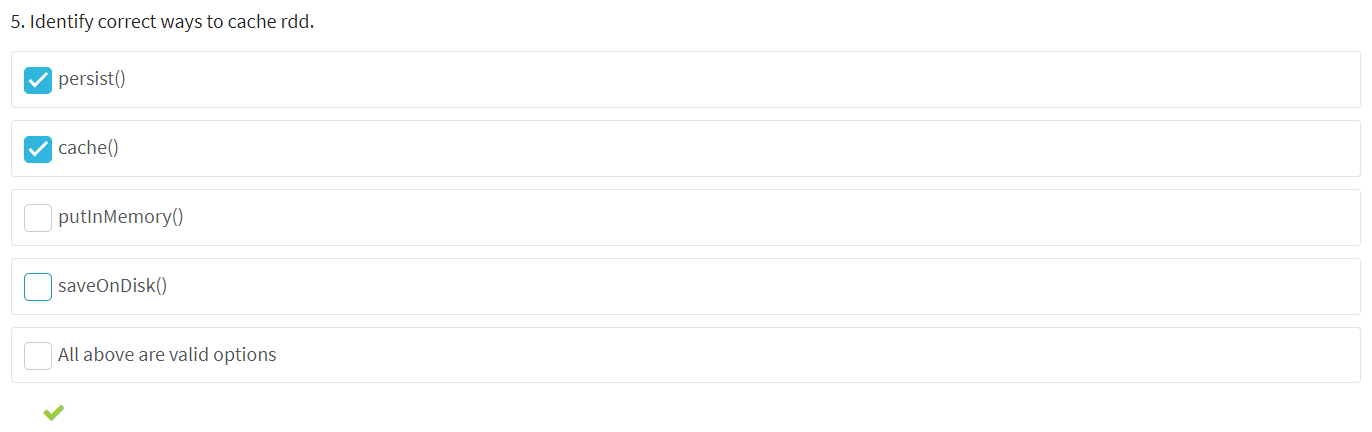 5. Identify correct ways to cache rdd.
persist()
cache()
putInMemory()
saveOnDisk()
All above are valid options